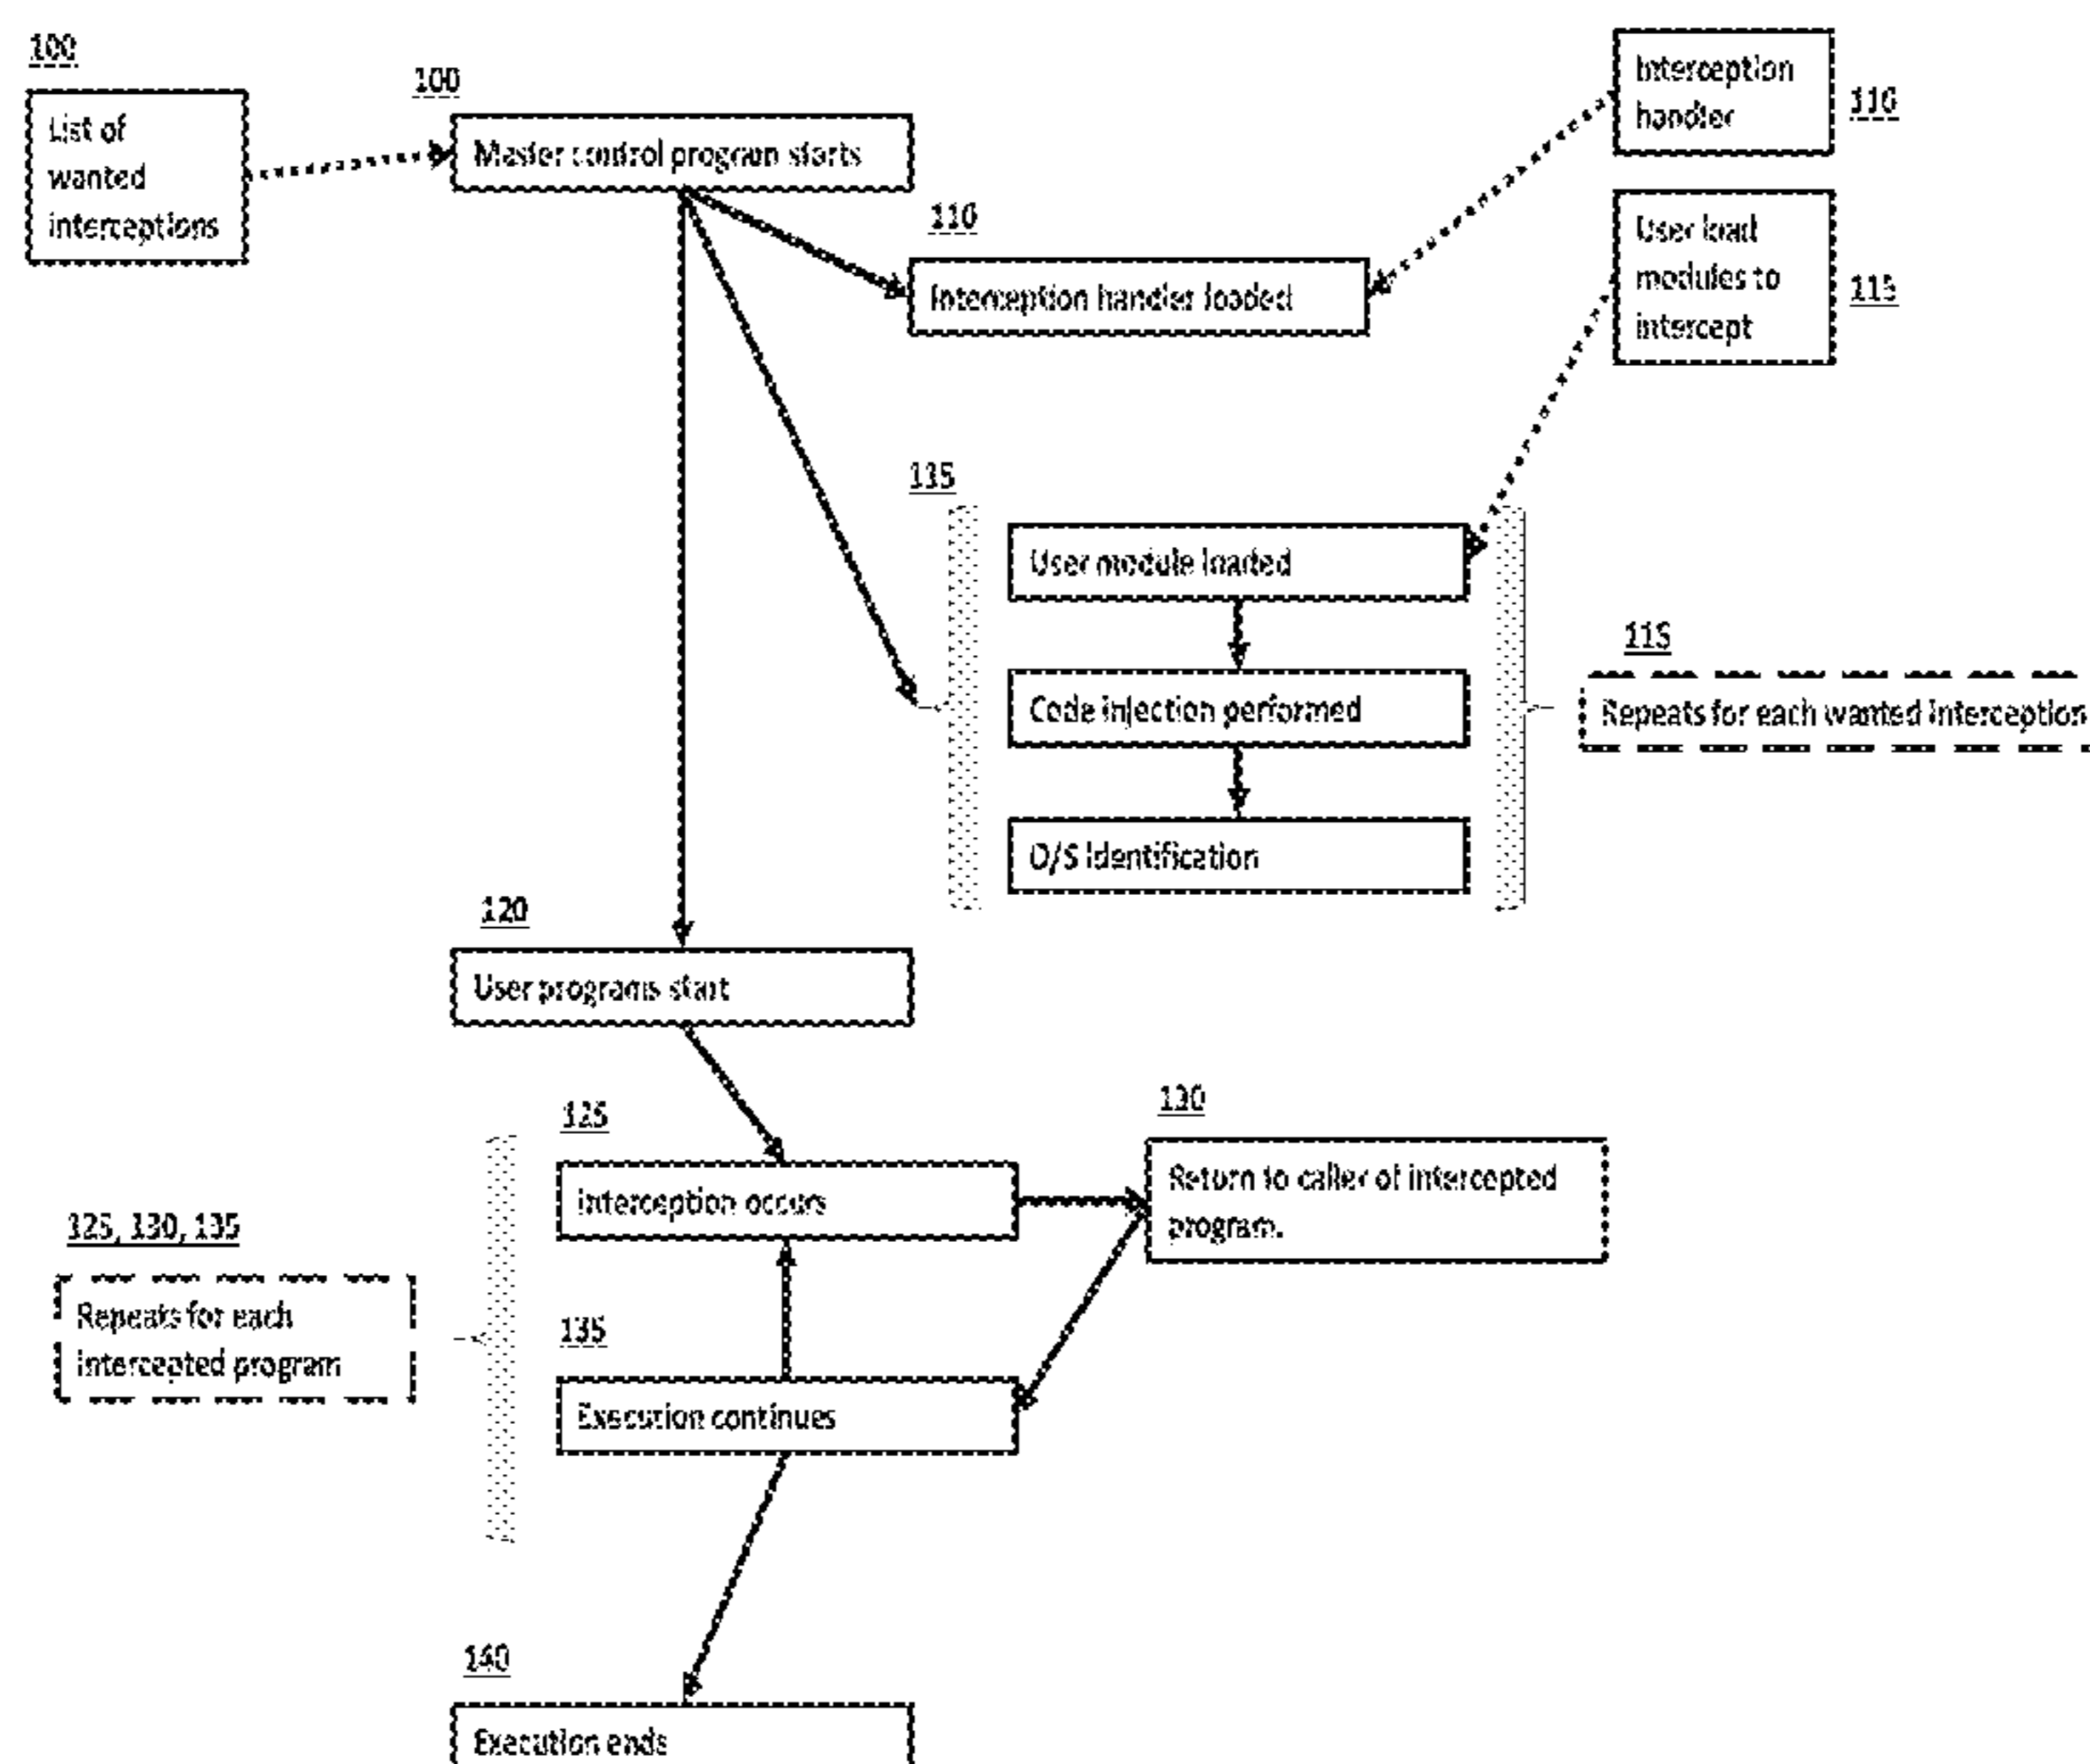 100
List of
wanted
interceptions
100
Master control program starts
Interception
handler
110
110
Interception handler loaded
User load
modules to
intercept
115
115
User module loaded
Code injection performed
O/S Identification
115
Repeats for each wanted Interception
120
User programs start
125
Interception occurs
130
Return to caller of intercepted
program.
125, 130, 135
Repeats for each
intercepted program
135
Execution continues
140
Execution ends